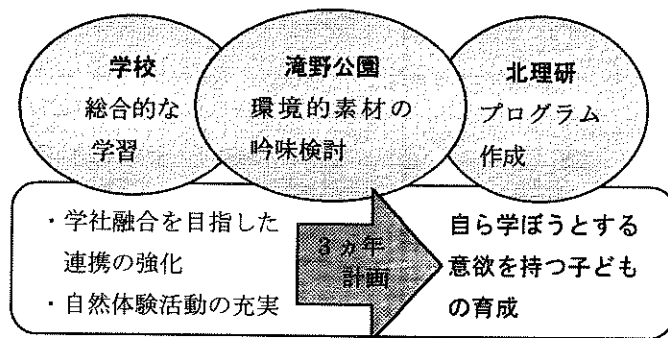 学校
総合的な
学習
滝野公園
環境的素材の
吟味検討
北理研
プログラム
作成
・学社融合を目指した
連携の強化
・自然体験活動の充実
3ヵ年
計画
自ら学ぼうとする
意欲を持つ子ども
の育成